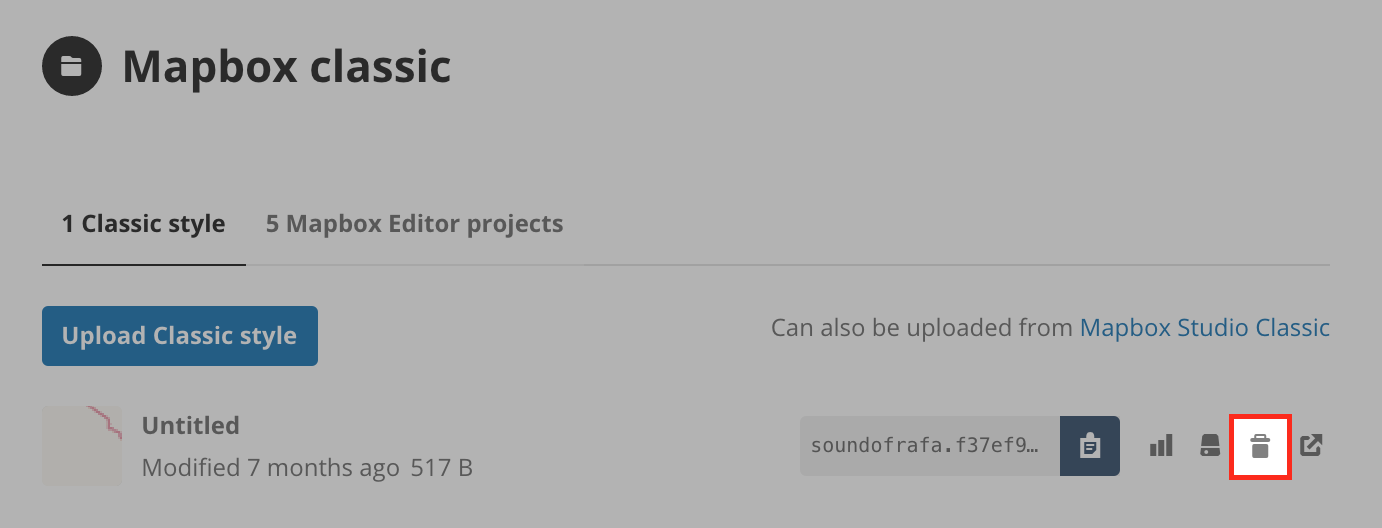 Mapbox classic
1 Classic style 5 Mapbox Editor projects
Upload Classic style
Can also be uploaded from Mapbox Studio Classic
Untitled
Modified 7 months ago 517 B
soundofrafa.f37ef9…